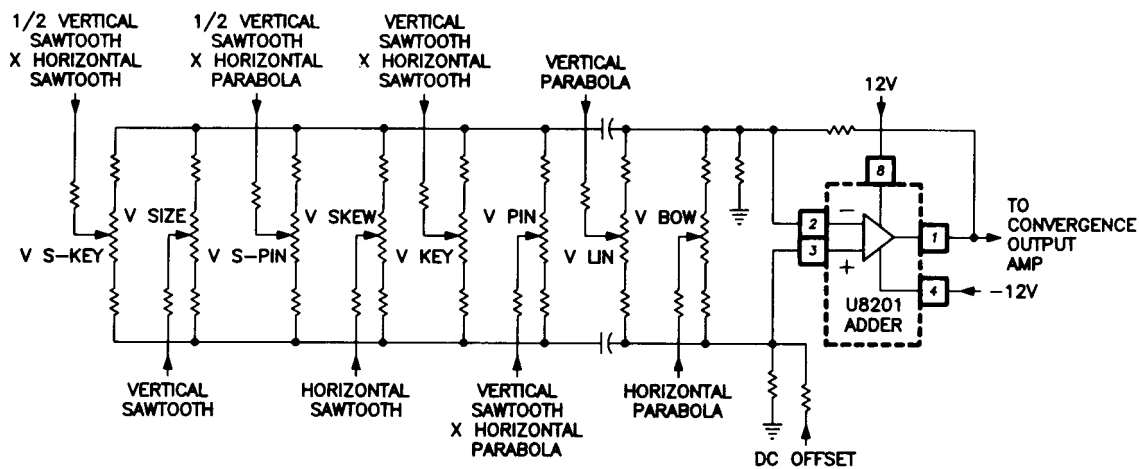 1/2 VERTICAL
SAWTOOTH
X HORIZONTAL
SAWTOOTH
1/2 VERTICAL
SAWTOOTH
X HORIZONTAL
PARABOLA
VERTICAL
SAWTOOTH
X HORIZONTAL
SAWTOOTH
VERTICAL
PARABOLA
12V
8
V SIZE
V S-KEY
V SKEW
V S-PIN
V PIN
V KEY
V BOW
V LIN
2
3
−
+
1
4
TO
CONVERGENCE
OUTPUT
AMP
-12V
U8201
ADDER
VERTICAL
SAWTOOTH
HORIZONTAL
SAWTOOTH
VERTICAL
SAWTOOTH
X HORIZONTAL
PARABOLA
HORIZONTAL
PARABOLA
DC OFFSET